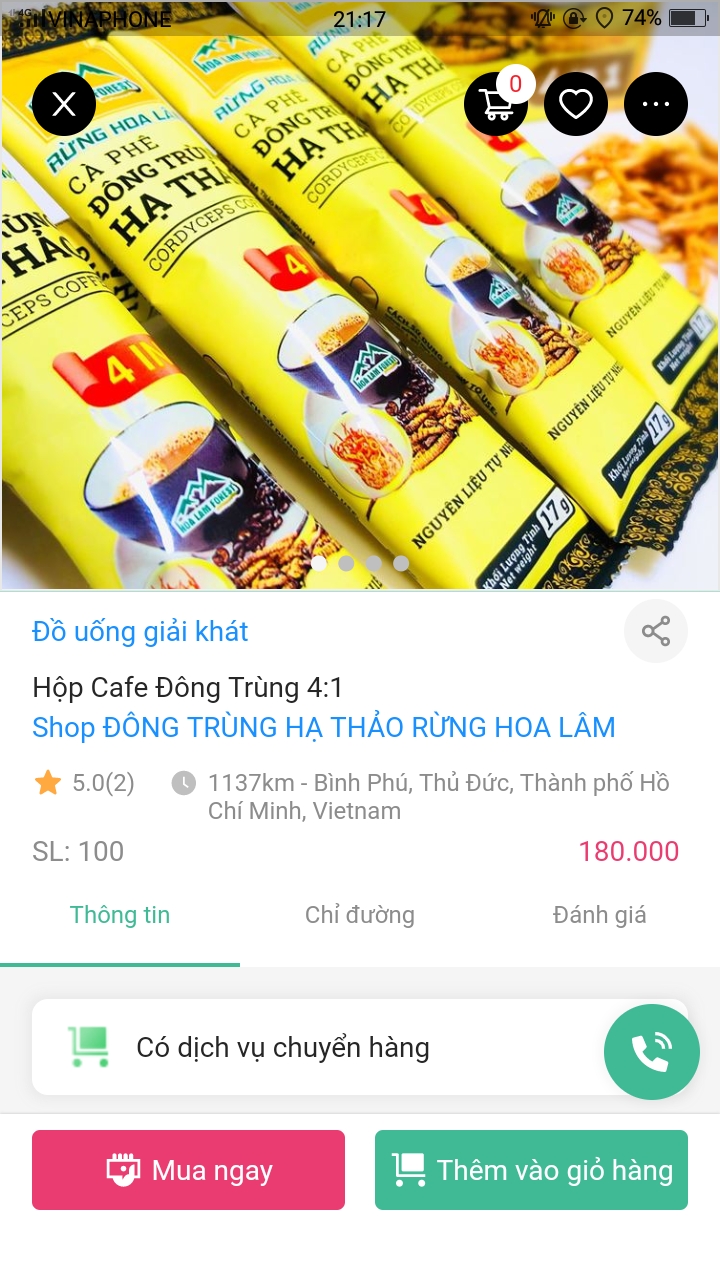 4G VINAPHONE 21:17 74%
0
RỪNG HOA
CÀ PHÊ
ĐÔNG TRÙNG
HẠ THẢO
CORDYCEPS COFFEE
4 IN
HOA LAM FOREST
NGUYÊN LIỆU TỰ
Khối Lượng Tịnh
Net weight
17 g
Đồ uống giải khát
Hộp Cafe Đông Trùng 4:1
Shop ĐÔNG TRÙNG HẠ THẢO RỪNG HOA LÂM
5.0(2) 1137km - Bình Phú, Thủ Đức, Thành phố Hồ
Chí Minh, Vietnam
SL: 100 180.000
Thông tin Chỉ đường Đánh giá
Có dịch vụ chuyển hàng
Mua ngay Thêm vào giỏ hàng